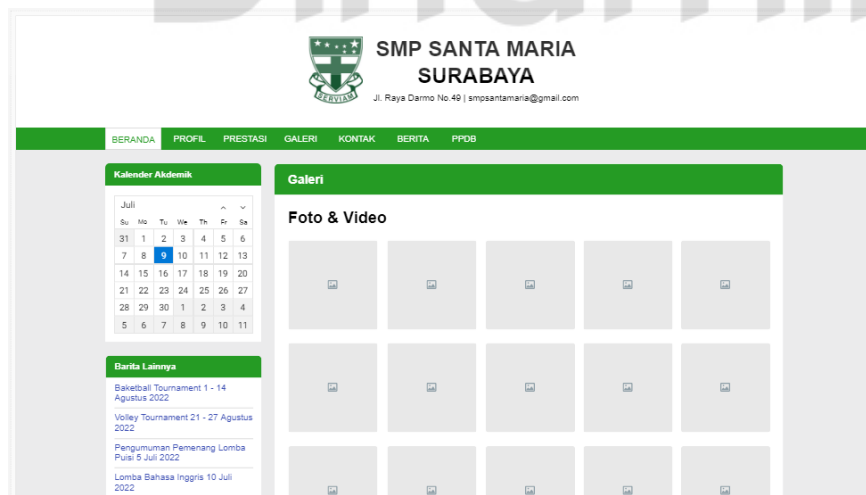 SMP SANTA MARIA
SURABAYA
SERVIAM
Jl. Raya Darmo No.49 | smpsantamaria@gmail.com
BERANDA PROFIL PRESTASI GALERI KONTAK BERITA PPDB
Kalender Akdemik
Juli
Su Mo Tu We Th Fr Sa
31 1 2 3 4 5 6
7 8 9 10 11 12 13
14 15 16 17 18 19 20
21 22 23 24 25 26 27
28 29 30 1 2 3 4
5 6 7 8 9 10 11
Barita Lainnya
Baketball Tournament 1 - 14
Agustus 2022
Volley Tournament 21 - 27 Agustus
2022
Pengumuman Pemenang Lomba
Puisi 5 Juli 2022
Lomba Bahasa Inggris 10 Juli
2022
Galeri
Foto & Video